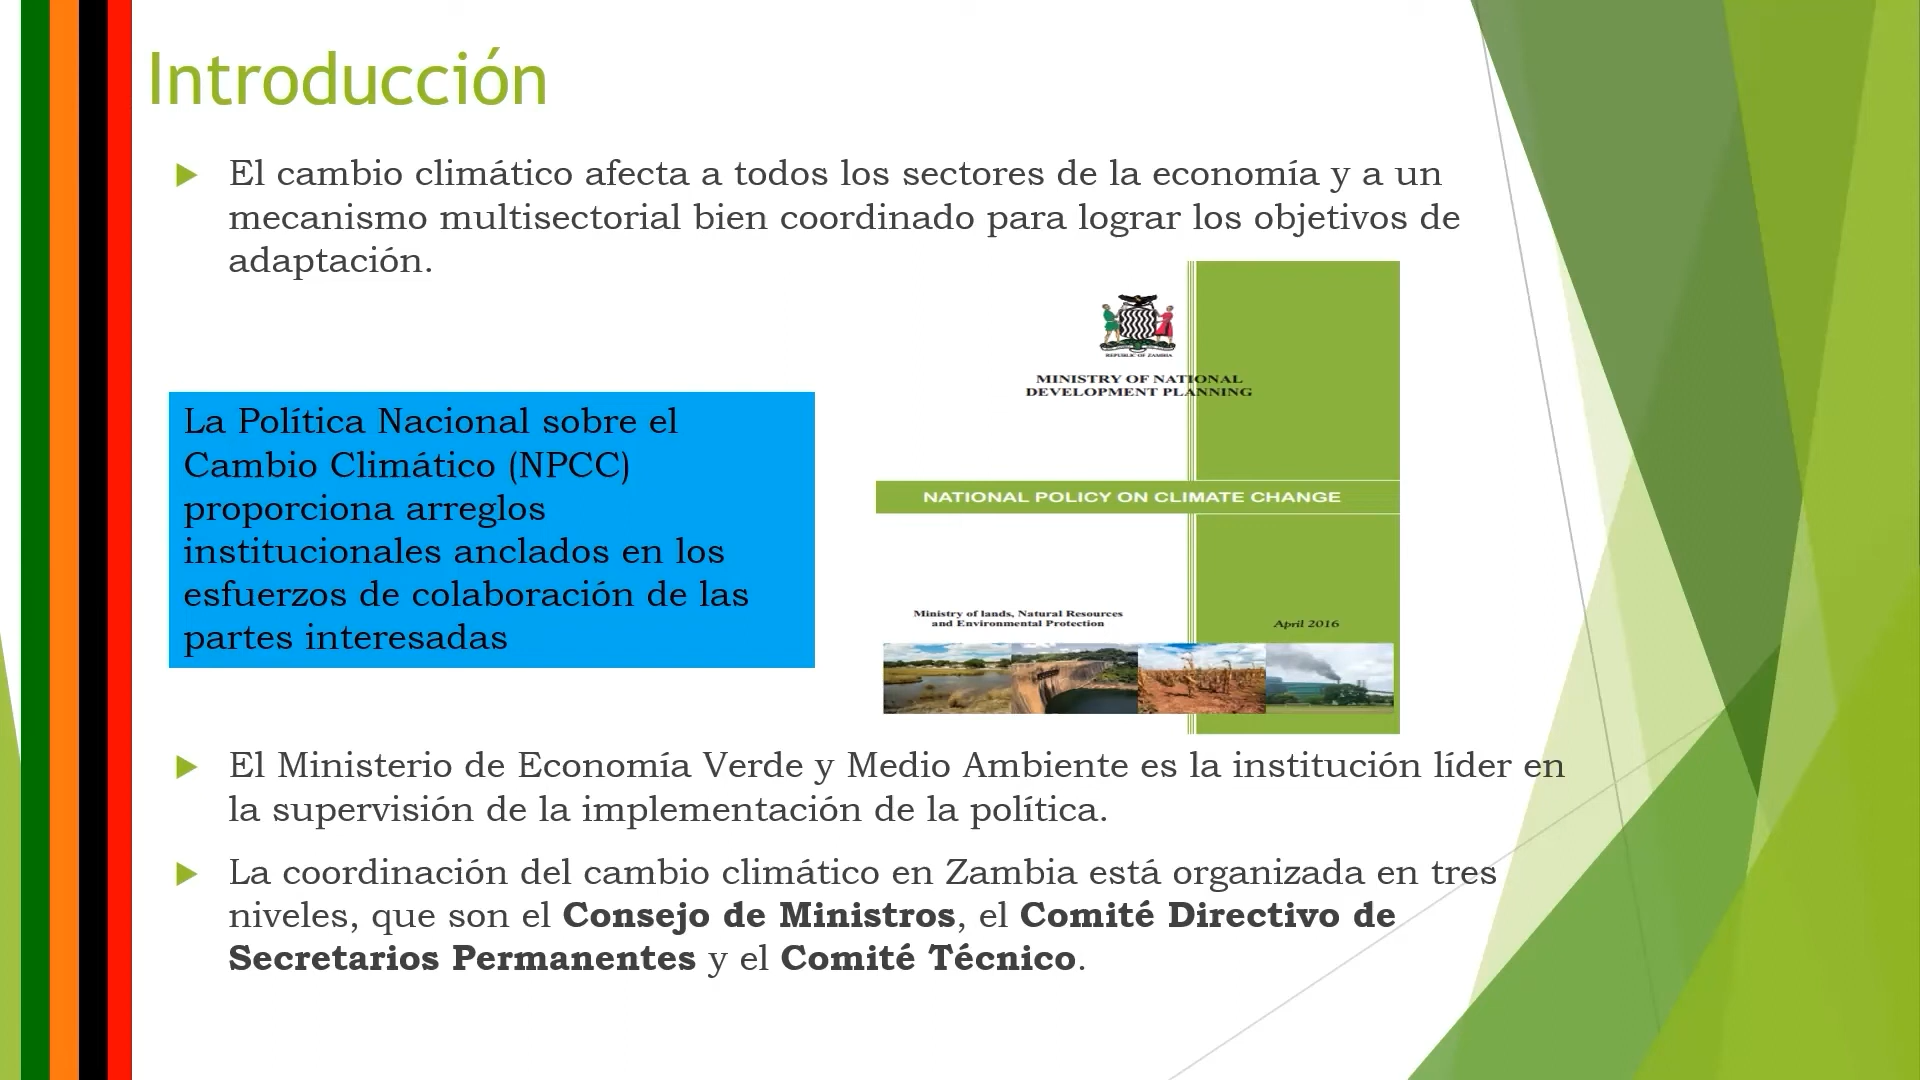 Introducción
El cambio climático afecta a todos los sectores de la economía y a un
mecanismo multisectorial bien coordinado para lograr los objetivos de
adaptación.
REPUBLIC OF ZAMBIA
MINISTRY OF NATIONAL
DEVELOPMENT PLANNING
La Política Nacional sobre el
Cambio Climático (NPCC)
proporciona arreglos
institucionales anclados en los
esfuerzos de colaboración de las
partes interesadas
NATIONAL POLICY ON CLIMATE CHANGE
Ministry of lands, Natural Resources
and Environmental Protection
April 2016
El Ministerio de Economía Verde y Medio Ambiente es la institución líder en
la supervisión de la implementación de la política.
La coordinación del cambio climático en Zambia está organizada en tres
niveles, que son el Consejo de Ministros, el Comité Directivo de
Secretarios Permanentes y el Comité Técnico.